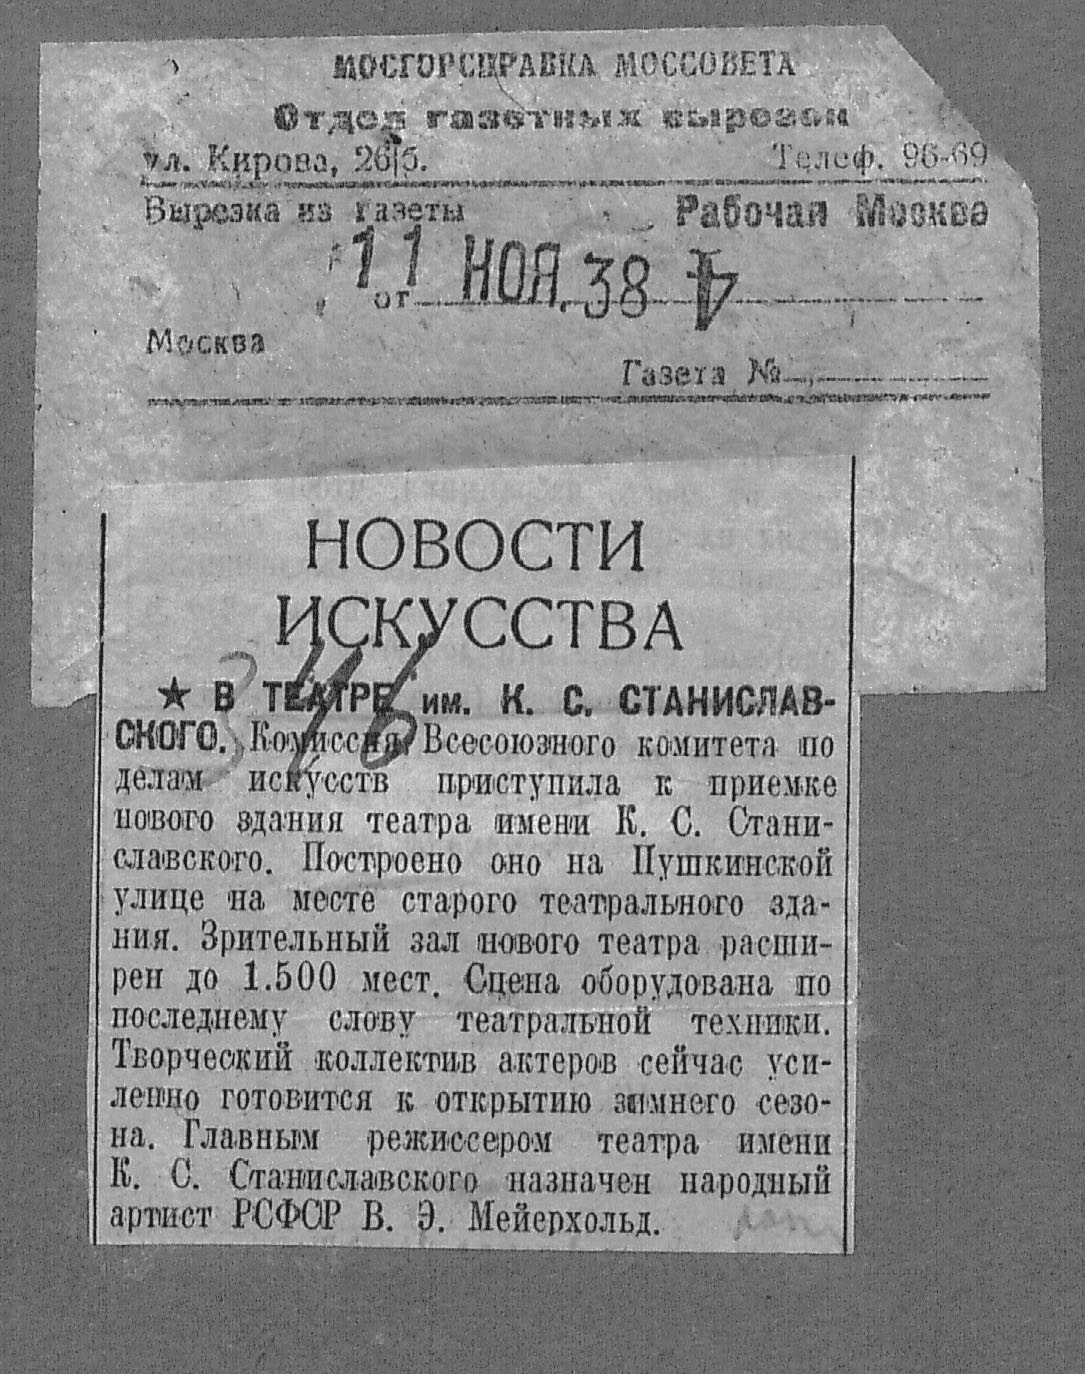 МОСГОРСПРАВКА МОССОВЕТА
Отдел газетных вырезок
ул. Кирова, 26/б.	Телеф. 96-69
Вырезка из газеты	Рабочая Москва
от 11 НОЯ. 38
Москва
Газета №
НОВОСТИ
ИСКУССТВА
★ В ТЕАТРЕ им. К. С. СТАНИСЛАВ-
СКОГО. Комиссия Всесоюзного комитета по
делам искусств приступила к приемке
нового здания театра имени К. С. Стани-
славского. Построено оно на Пушкинской
улице на месте старого театрального зда-
ния. Зрительный зал нового театра расши-
рен до 1.500 мест. Сцена оборудована по
последнему слову театральной техники.
Творческий коллектив актеров сейчас уси-
ленно готовится к открытию зимнего сезо-
на. Главным режиссером театра имени
К. С. Станиславского назначен народный
артист РСФСР В. Э. Мейерхольд.